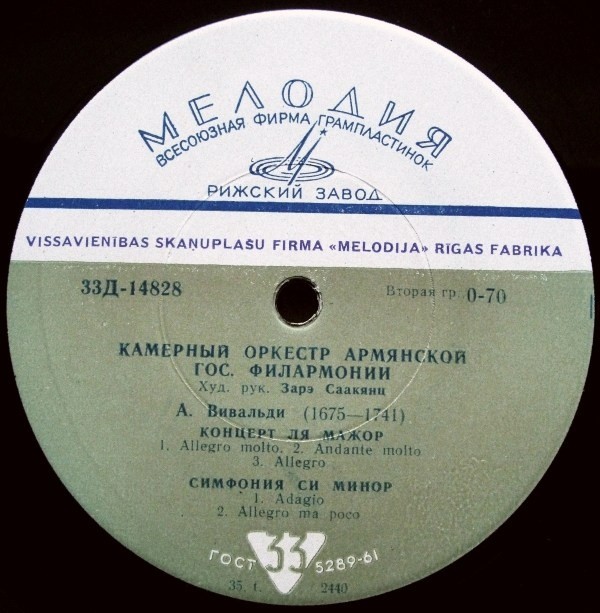 МЕЛОДИЯ
ВСЕСОЮЗНАЯ ФИРМА ГРАМПЛАСТИНОК
РИЖСКИЙ ЗАВОД
VISSAVIENĪBAS SKAŅUPLAŠU FIRMA «MELODIJA» RĪGAS FABRIKA
33Д-14828 Вторая гр. 0-70
КАМЕРНЫЙ ОРКЕСТР АРМЯНСКОЙ
ГОС. ФИЛАРМОНИИ
Худ. рук. Зарэ Саакянц
А. Вивальди (1675—1741)
КОНЦЕРТ ЛЯ МАЖОР
1. Allegro molto. 2. Andante molto
3. Allegro
СИМФОНИЯ СИ МИНОР
1. Adagio
2. Allegro ma poco
ГОСТ 33 5289-61
35. t. 2440